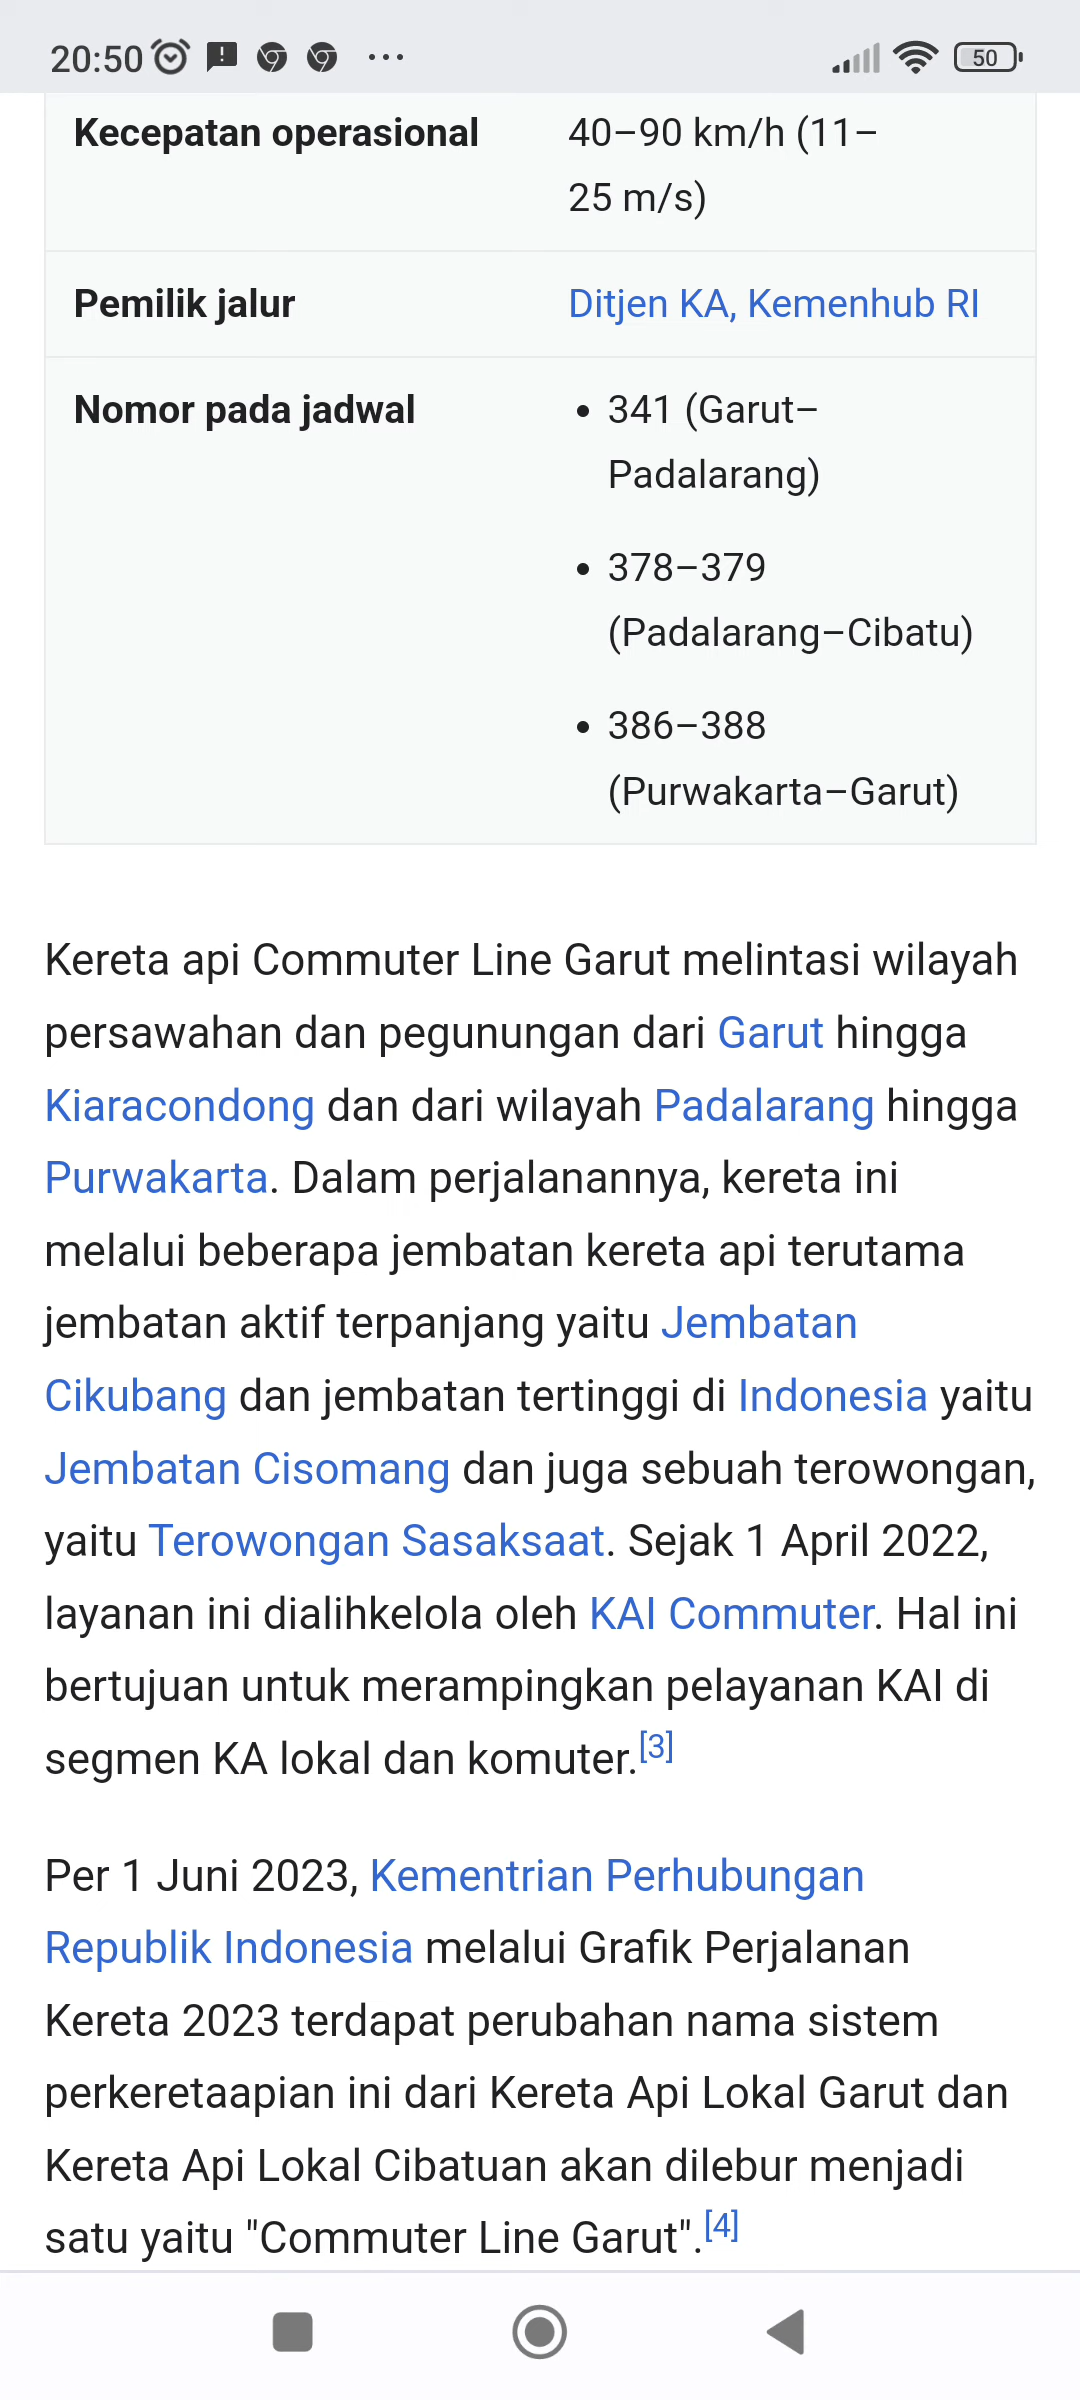 20:50
50
Kecepatan operasional 40–90 km/h (11–
25 m/s)
Pemilik jalur Ditjen KA, Kemenhub RI
Nomor pada jadwal • 341 (Garut–
Padalarang)
• 378–379
(Padalarang–Cibatu)
• 386–388
(Purwakarta–Garut)
Kereta api Commuter Line Garut melintasi wilayah
persawahan dan pegunungan dari Garut hingga
Kiaracondong dan dari wilayah Padalarang hingga
Purwakarta. Dalam perjalanannya, kereta ini
melalui beberapa jembatan kereta api terutama
jembatan aktif terpanjang yaitu Jembatan
Cikubang dan jembatan tertinggi di Indonesia yaitu
Jembatan Cisomang dan juga sebuah terowongan,
yaitu Terowongan Sasaksaat. Sejak 1 April 2022,
layanan ini dialihkelola oleh KAI Commuter. Hal ini
bertujuan untuk merampingkan pelayanan KAI di
segmen KA lokal dan komuter.[3]
Per 1 Juni 2023, Kementrian Perhubungan
Republik Indonesia melalui Grafik Perjalanan
Kereta 2023 terdapat perubahan nama sistem
perkeretaapian ini dari Kereta Api Lokal Garut dan
Kereta Api Lokal Cibatuan akan dilebur menjadi
satu yaitu "Commuter Line Garut".[4]